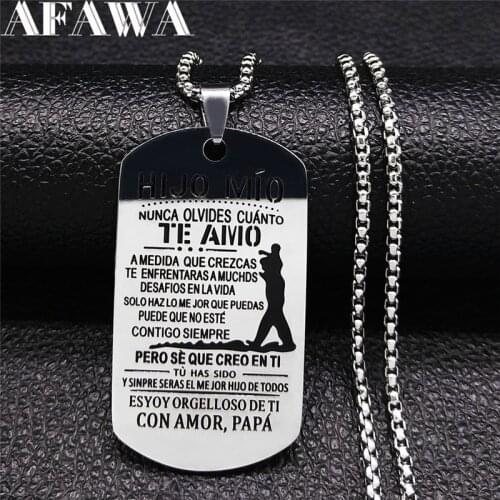 AFAWA
HIJO MÍO
NUNCA OLVIDES CUÁNTO
TE AMO
A MEDIDA QUE CREZCAS
TE ENFRENTARAS A MUCHDS
DESAFIOS EN LA VIDA
SOLO HAZ LO ME JOR QUE PUEDAS
PUEDE QUE NO ESTÉ
CONTIGO SIEMPRE
PERO SÈ QUE CREO EN TI
TÚ HAS SIDO
Y SINPRE SERAS EL ME JOR HIJO DE TODOS
ESYOY ORGELLOSO DE TI
CON AMOR, PAPÁ